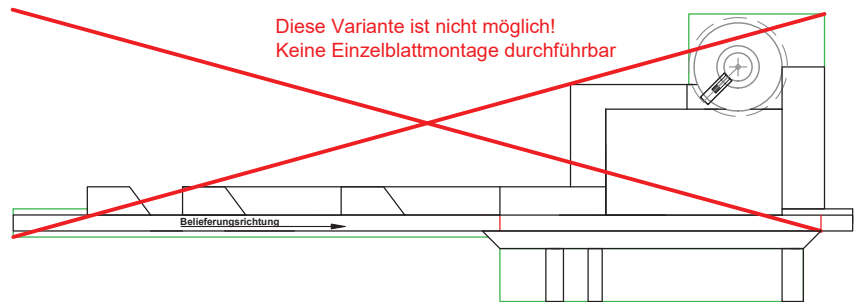 Diese Variante ist nicht möglich!
Keine Einzelblattmontage durchführbar
Belieferungsrichtung